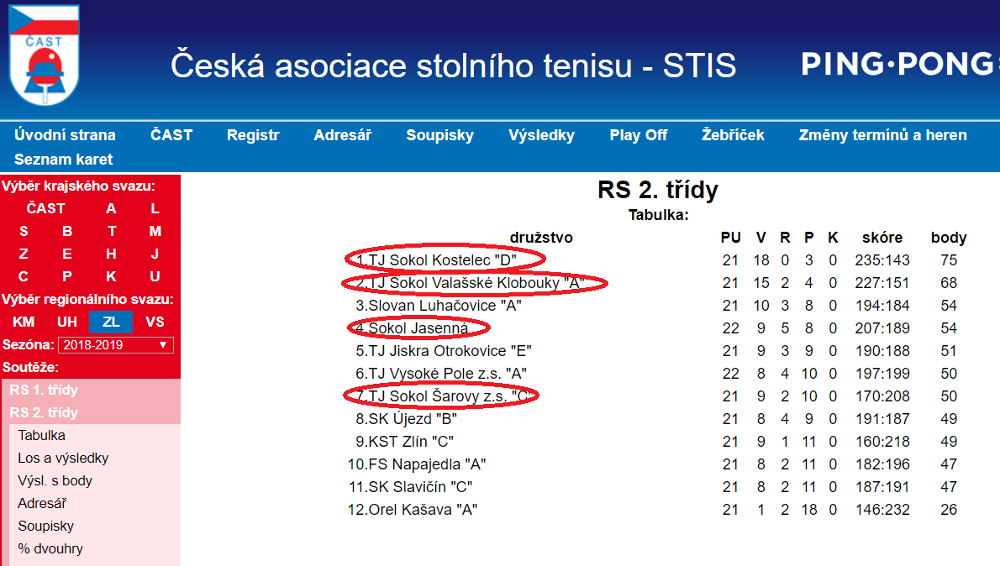 ČAST
Česká asociace stolního tenisu - STIS
PING·PONG
Úvodní strana ČAST Registr Adresář Soupisky Výsledky Play Off Žebříček Změny termínů a heren
Seznam karet
Výběr krajského svazu:
ČAST A L
S B T M
Z E H J
C P K U
Výběr regionálního svazu:
KM UH ZL VS
Sezóna: 2018-2019
Soutěže:
RS 1. třídy
RS 2. třídy
Tabulka
Los a výsledky
Výsl. s body
Adresář
Soupisky
% dvouhry
RS 2. třídy
Tabulka:
družstvo PU V R P K skóre body
1.TJ Sokol Kostelec "D" 21 18 0 3 0 235:143 75
2.TJ Sokol Valašské Klobouky "A" 21 15 2 4 0 227:151 68
3.Slovan Luhačovice "A" 21 10 3 8 0 194:184 54
4.Sokol Jasenná 22 9 5 8 0 207:189 54
5.TJ Jiskra Otrokovice "E" 21 9 3 9 0 190:188 51
6.TJ Vysoké Pole z.s. "A" 22 8 4 10 0 197:199 50
7.TJ Sokol Šarovy z.s. "C" 21 9 2 10 0 170:208 50
8.SK Újezd "B" 21 8 4 9 0 191:187 49
9.KST Zlín "C" 21 9 1 11 0 160:218 49
10.FS Napajedla "A" 21 8 2 11 0 182:196 47
11.SK Slavičín "C" 21 8 2 11 0 187:191 47
12.Orel Kašava "A" 21 1 2 18 0 146:232 26